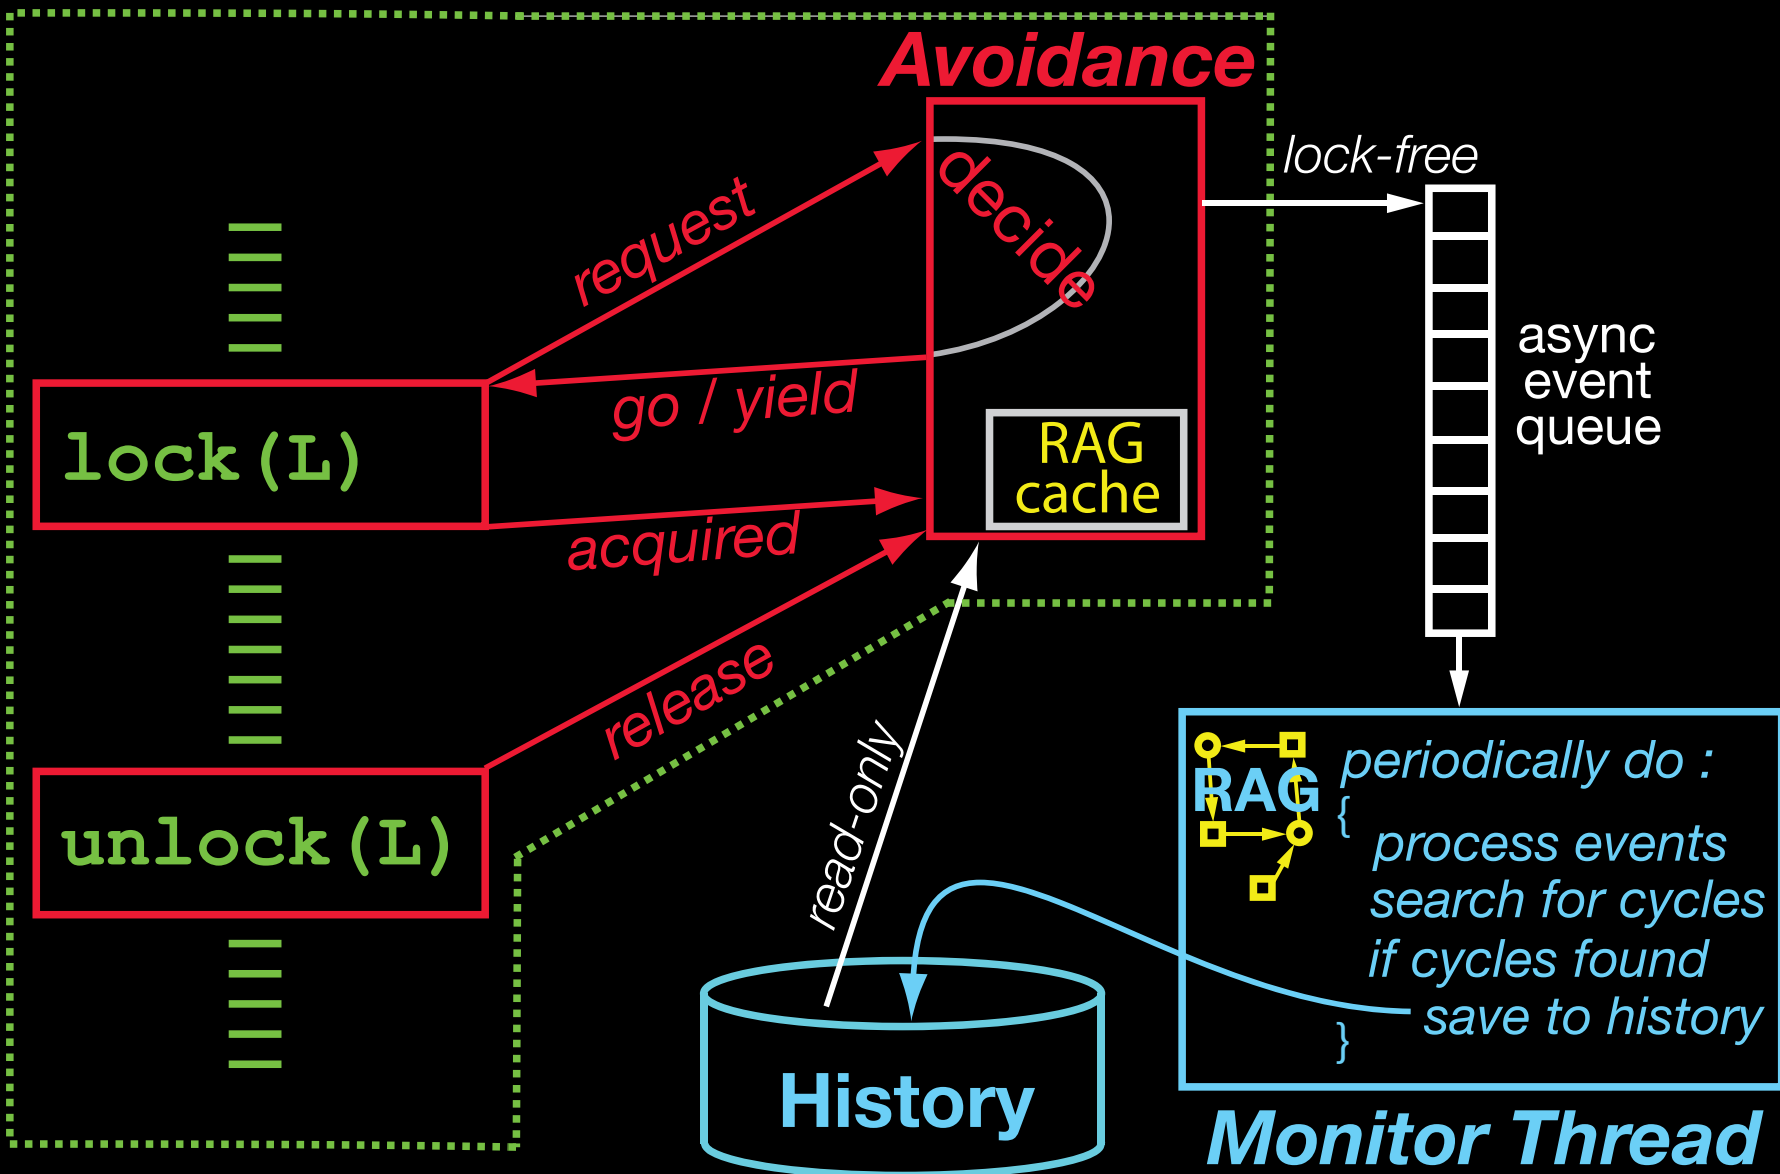 Avoidance
lock-free
decide
request
go / yield
lock(L)
RAG
cache
async
event
queue
acquired
release
unlock(L)
read-only
RAG
periodically do :
{
process events
search for cycles
if cycles found
save to history
}
History
Monitor Thread